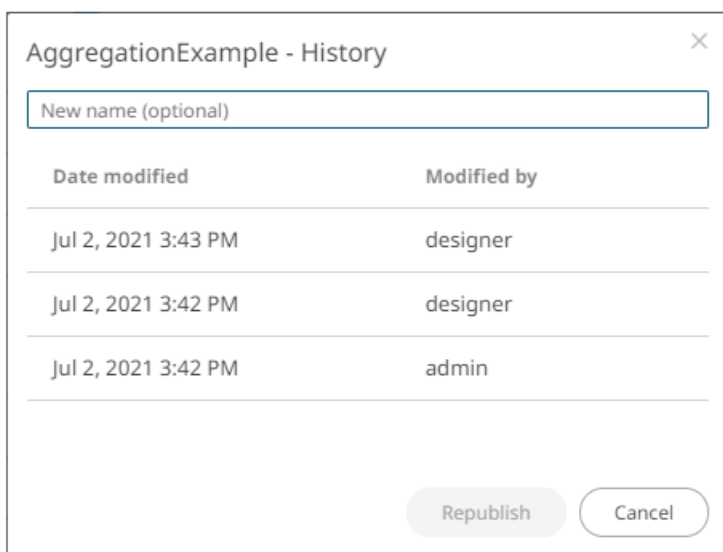 AggregationExample - History
New name (optional)
Date modified Modified by
Jul 2, 2021 3:43 PM designer
Jul 2, 2021 3:42 PM designer
Jul 2, 2021 3:42 PM admin
Republish Cancel